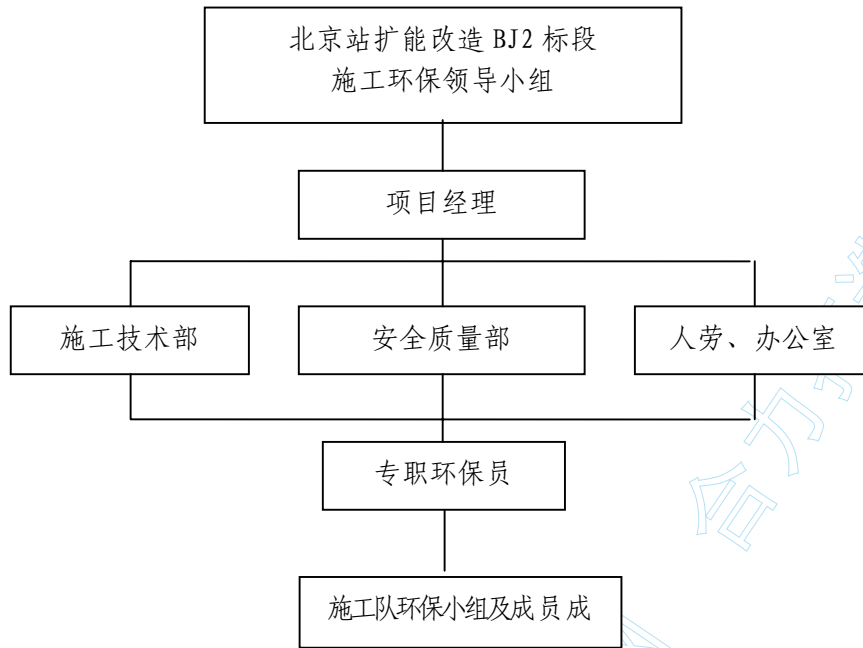 北京站扩能改造 BJ2 标段
施工环保领导小组
项目经理
施工技术部
安全质量部
人劳、办公室
专职环保员
施工队环保小组及成员成
合力